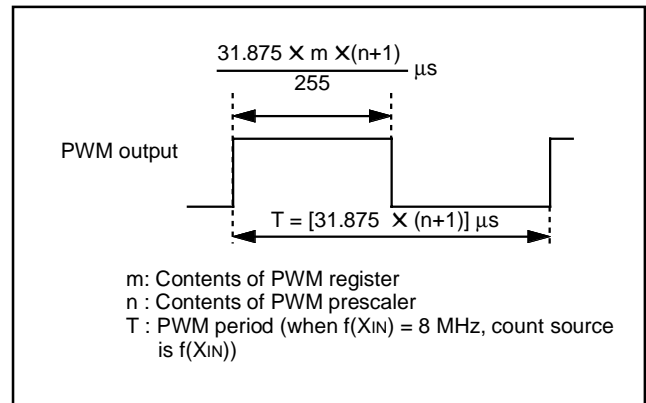 31.875 × m ×(n+1)
255
μs
PWM output
T = [31.875 × (n+1)] μs
m: Contents of PWM register
n : Contents of PWM prescaler
T : PWM period (when f(XIN) = 8 MHz, count source
is f(XIN))